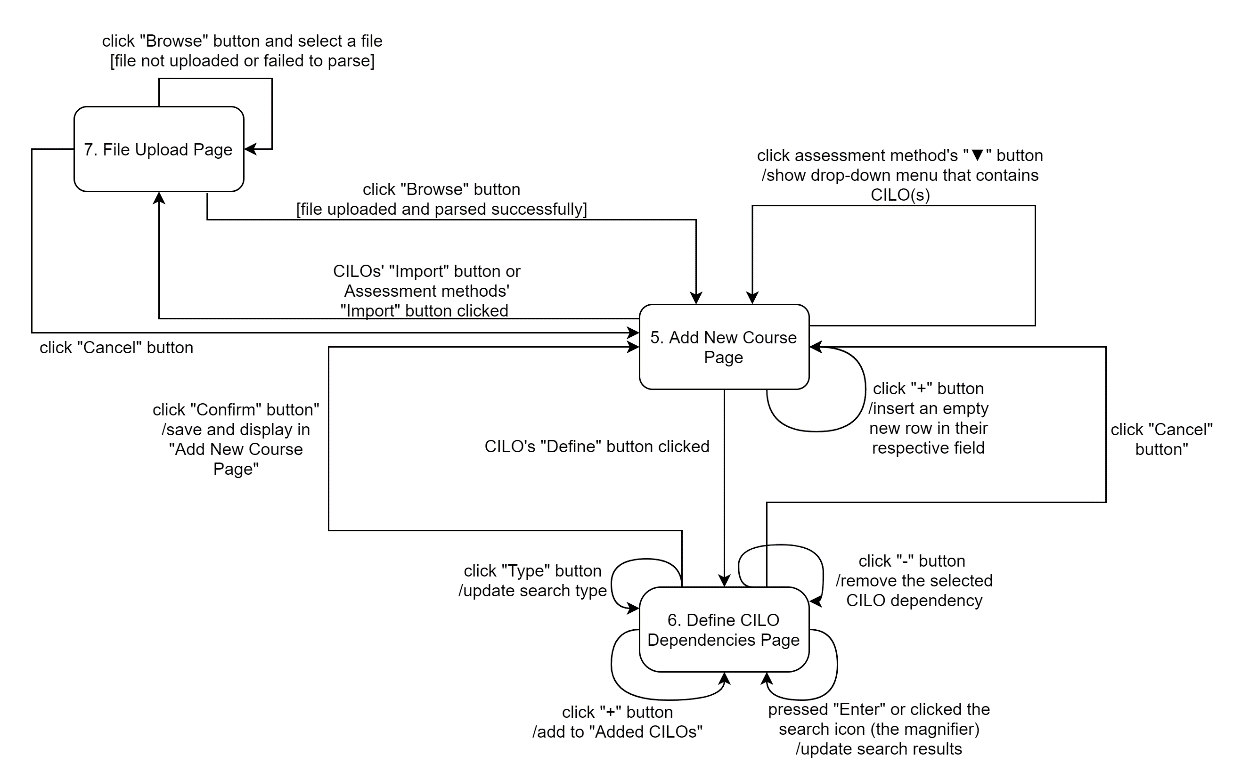 click "Browse" button and select a file
[file not uploaded or failed to parse]
7. File Upload Page
click "Browse" button
[file uploaded and parsed successfully]
click assessment method's "▼" button
/show drop-down menu that contains
CILO(s)
CILOs' "Import" button or
Assessment methods'
"Import" button clicked
click "Cancel" button
5. Add New Course
Page
click "Confirm" button"
/save and display in
"Add New Course
Page"
CILO's "Define" button clicked
click "+" button
/insert an empty
new row in their
respective field
click "Cancel"
button"
click "Type" button
/update search type
click "-" button
/remove the selected
CILO dependency
6. Define CILO
Dependencies Page
click "+" button
/add to "Added CILOs"
pressed "Enter" or clicked the
search icon (the magnifier)
/update search results